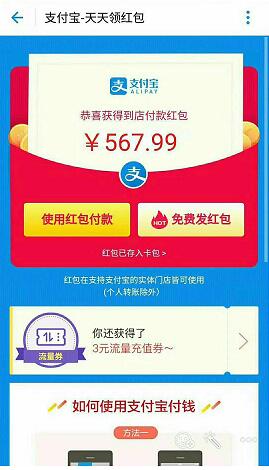 支付宝-天天领红包
支付宝
ALIPAY
恭喜获得到店付款红包
￥567.99
使用红包付款
HOT
免费发红包
红包已存入卡包 >
红包在支持支付宝的实体门店皆可使用
(个人转账除外)
你还获得了
3元流量充值券～
流量券
如何使用支付宝付钱
方法一